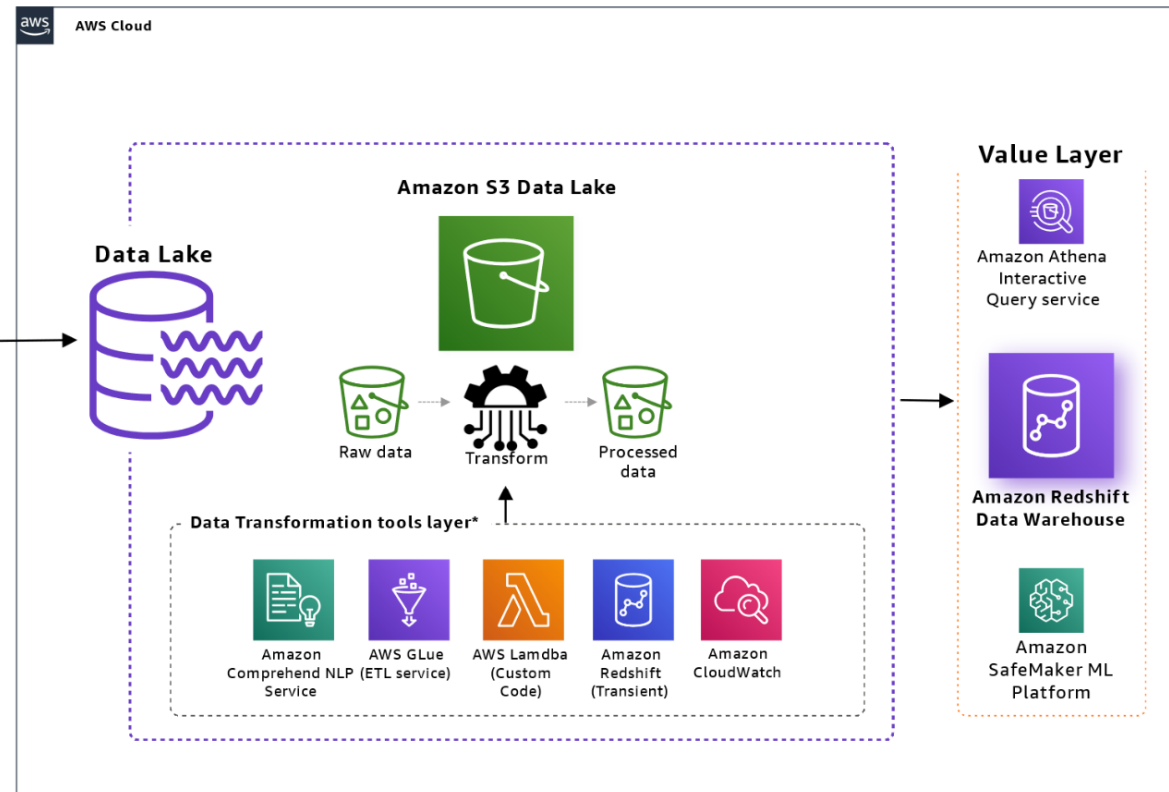 aws
AWS Cloud
Value Layer
Amazon S3 Data Lake
Data Lake
Amazon Athena
Interactive
Query service
Raw data
Transform
Processed
data
Amazon Redshift
Data Warehouse
Data Transformation tools layer*
Amazon
Comprehend NLP
Service
AWS GLue
(ETL service)
AWS Lamdba
(Custom
Code)
Amazon
Redshift
(Transient)
Amazon
CloudWatch
Amazon
SafeMaker ML
Platform